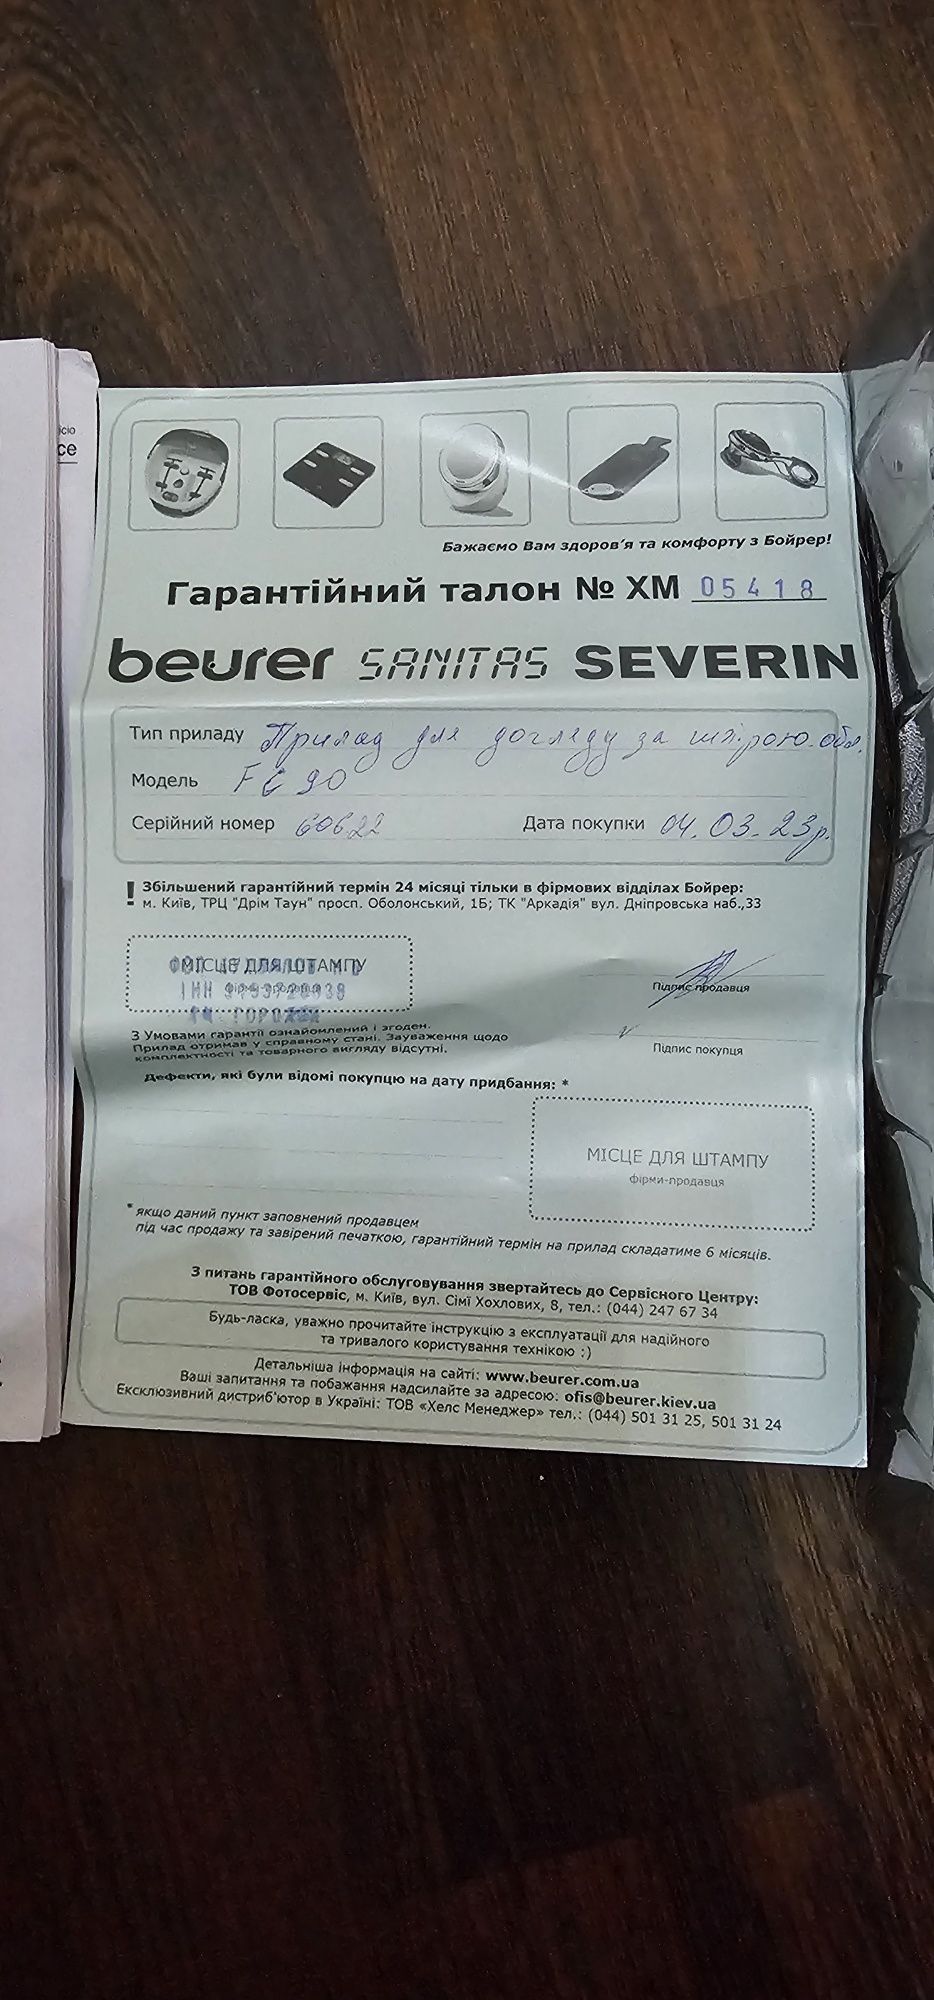 icio
ce
Бажаємо Вам здоров'я та комфорту з Бойрер!
Гарантійний талон № ХМ 05418
beurer SANITAS SEVERIN
Тип приладу Прилад для догляду за шкірою обл.
Модель FC 90
Серійний номер 60622 Дата покупки 04.03.23р.
! Збільшений гарантійний термін 24 місяці тільки в фірмових відділах Бойрер:
м. Київ, ТРЦ "Дрім Таун" просп. Оболонський, 1Б; ТК "Аркадія" вул. Дніпровська наб.,33
МІСЦЕ ДЛЯ ШТАМПУ
фірми-продавця
ІНН
Підпис продавця
З Умовами гарантії ознайомлений і згоден.
Прилад отримав у справному стані. Зауваження щодо
комплектності та товарного вигляду відсутні.
Підпис покупця
Дефекти, які були відомі покупцю на дату придбання: *
МІСЦЕ ДЛЯ ШТАМПУ
фірми-продавця
* якщо даний пункт заповнений продавцем
під час продажу та завірений печаткою, гарантійний термін на прилад складатиме 6 місяців.
З питань гарантійного обслуговування звертайтесь до Сервісного Центру:
ТОВ Фотосервіс, м. Київ, вул. Сімї Хохлових, 8, тел.: (044) 247 67 34
Будь-ласка, уважно прочитайте інструкцію з експлуатації для надійного
та тривалого користування технікою :)
Детальніша інформація на сайті: www.beurer.com.ua
Ваші запитання та побажання надсилайте за адресою: ofis@beurer.kiev.ua
Ексклюзивний дистриб'ютор в Україні: ТОВ «Хелс Менеджер» тел.: (044) 501 31 25, 501 31 24